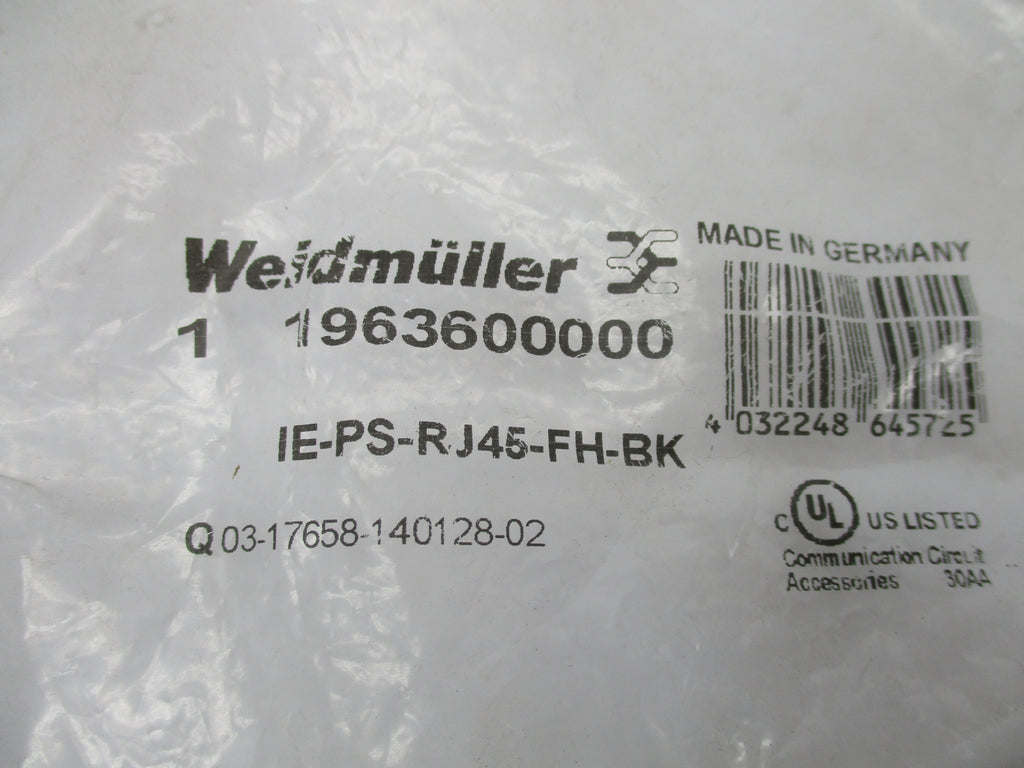 Weidmüller
MADE IN GERMANY
1 1963600000
4 032248 645725
IE-PS-RJ45-FH-BK
Q 03-17658-140128-02
C UL US LISTED
Communication Circuit
Accessories 30AA